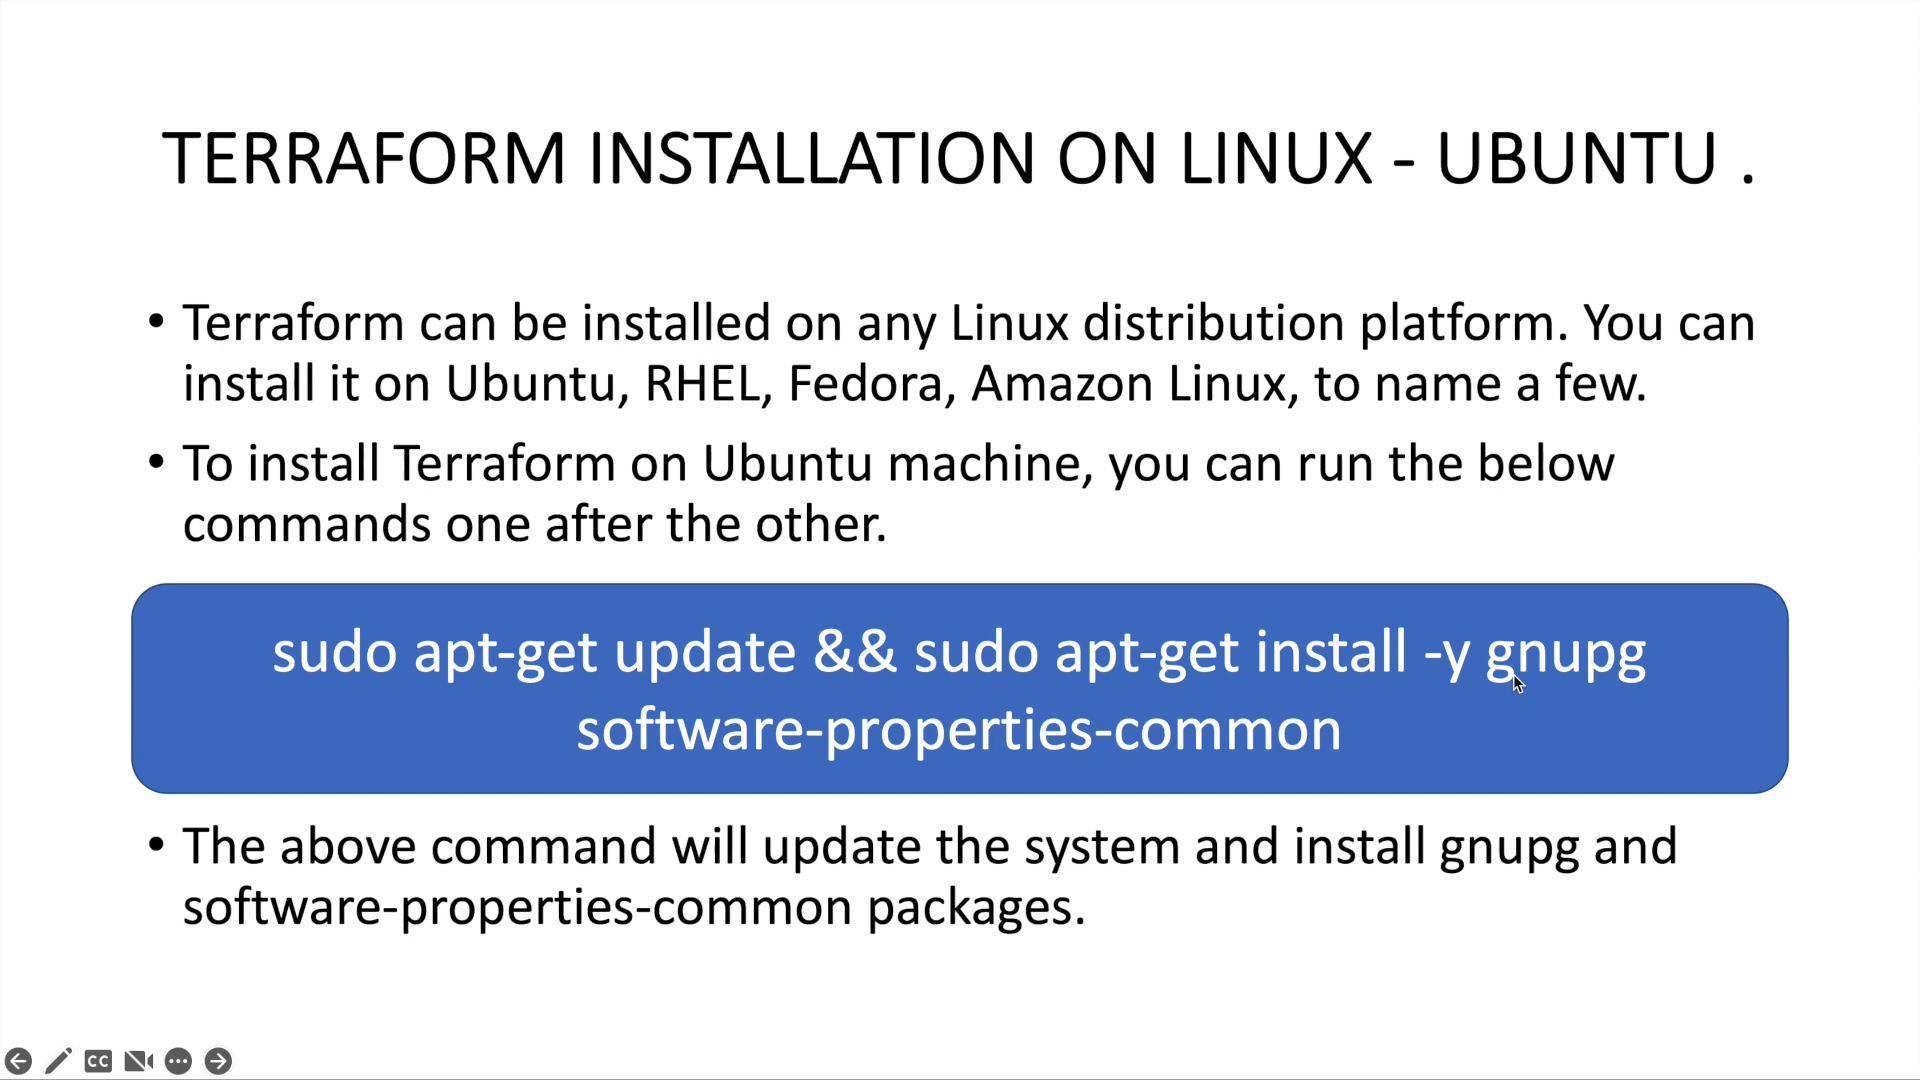 TERRAFORM INSTALLATION ON LINUX - UBUNTU .
• Terraform can be installed on any Linux distribution platform. You can
install it on Ubuntu, RHEL, Fedora, Amazon Linux, to name a few.
• To install Terraform on Ubuntu machine, you can run the below
commands one after the other.
sudo apt-get update && sudo apt-get install -y gnupg
software-properties-common
• The above command will update the system and install gnupg and
software-properties-common packages.
CC